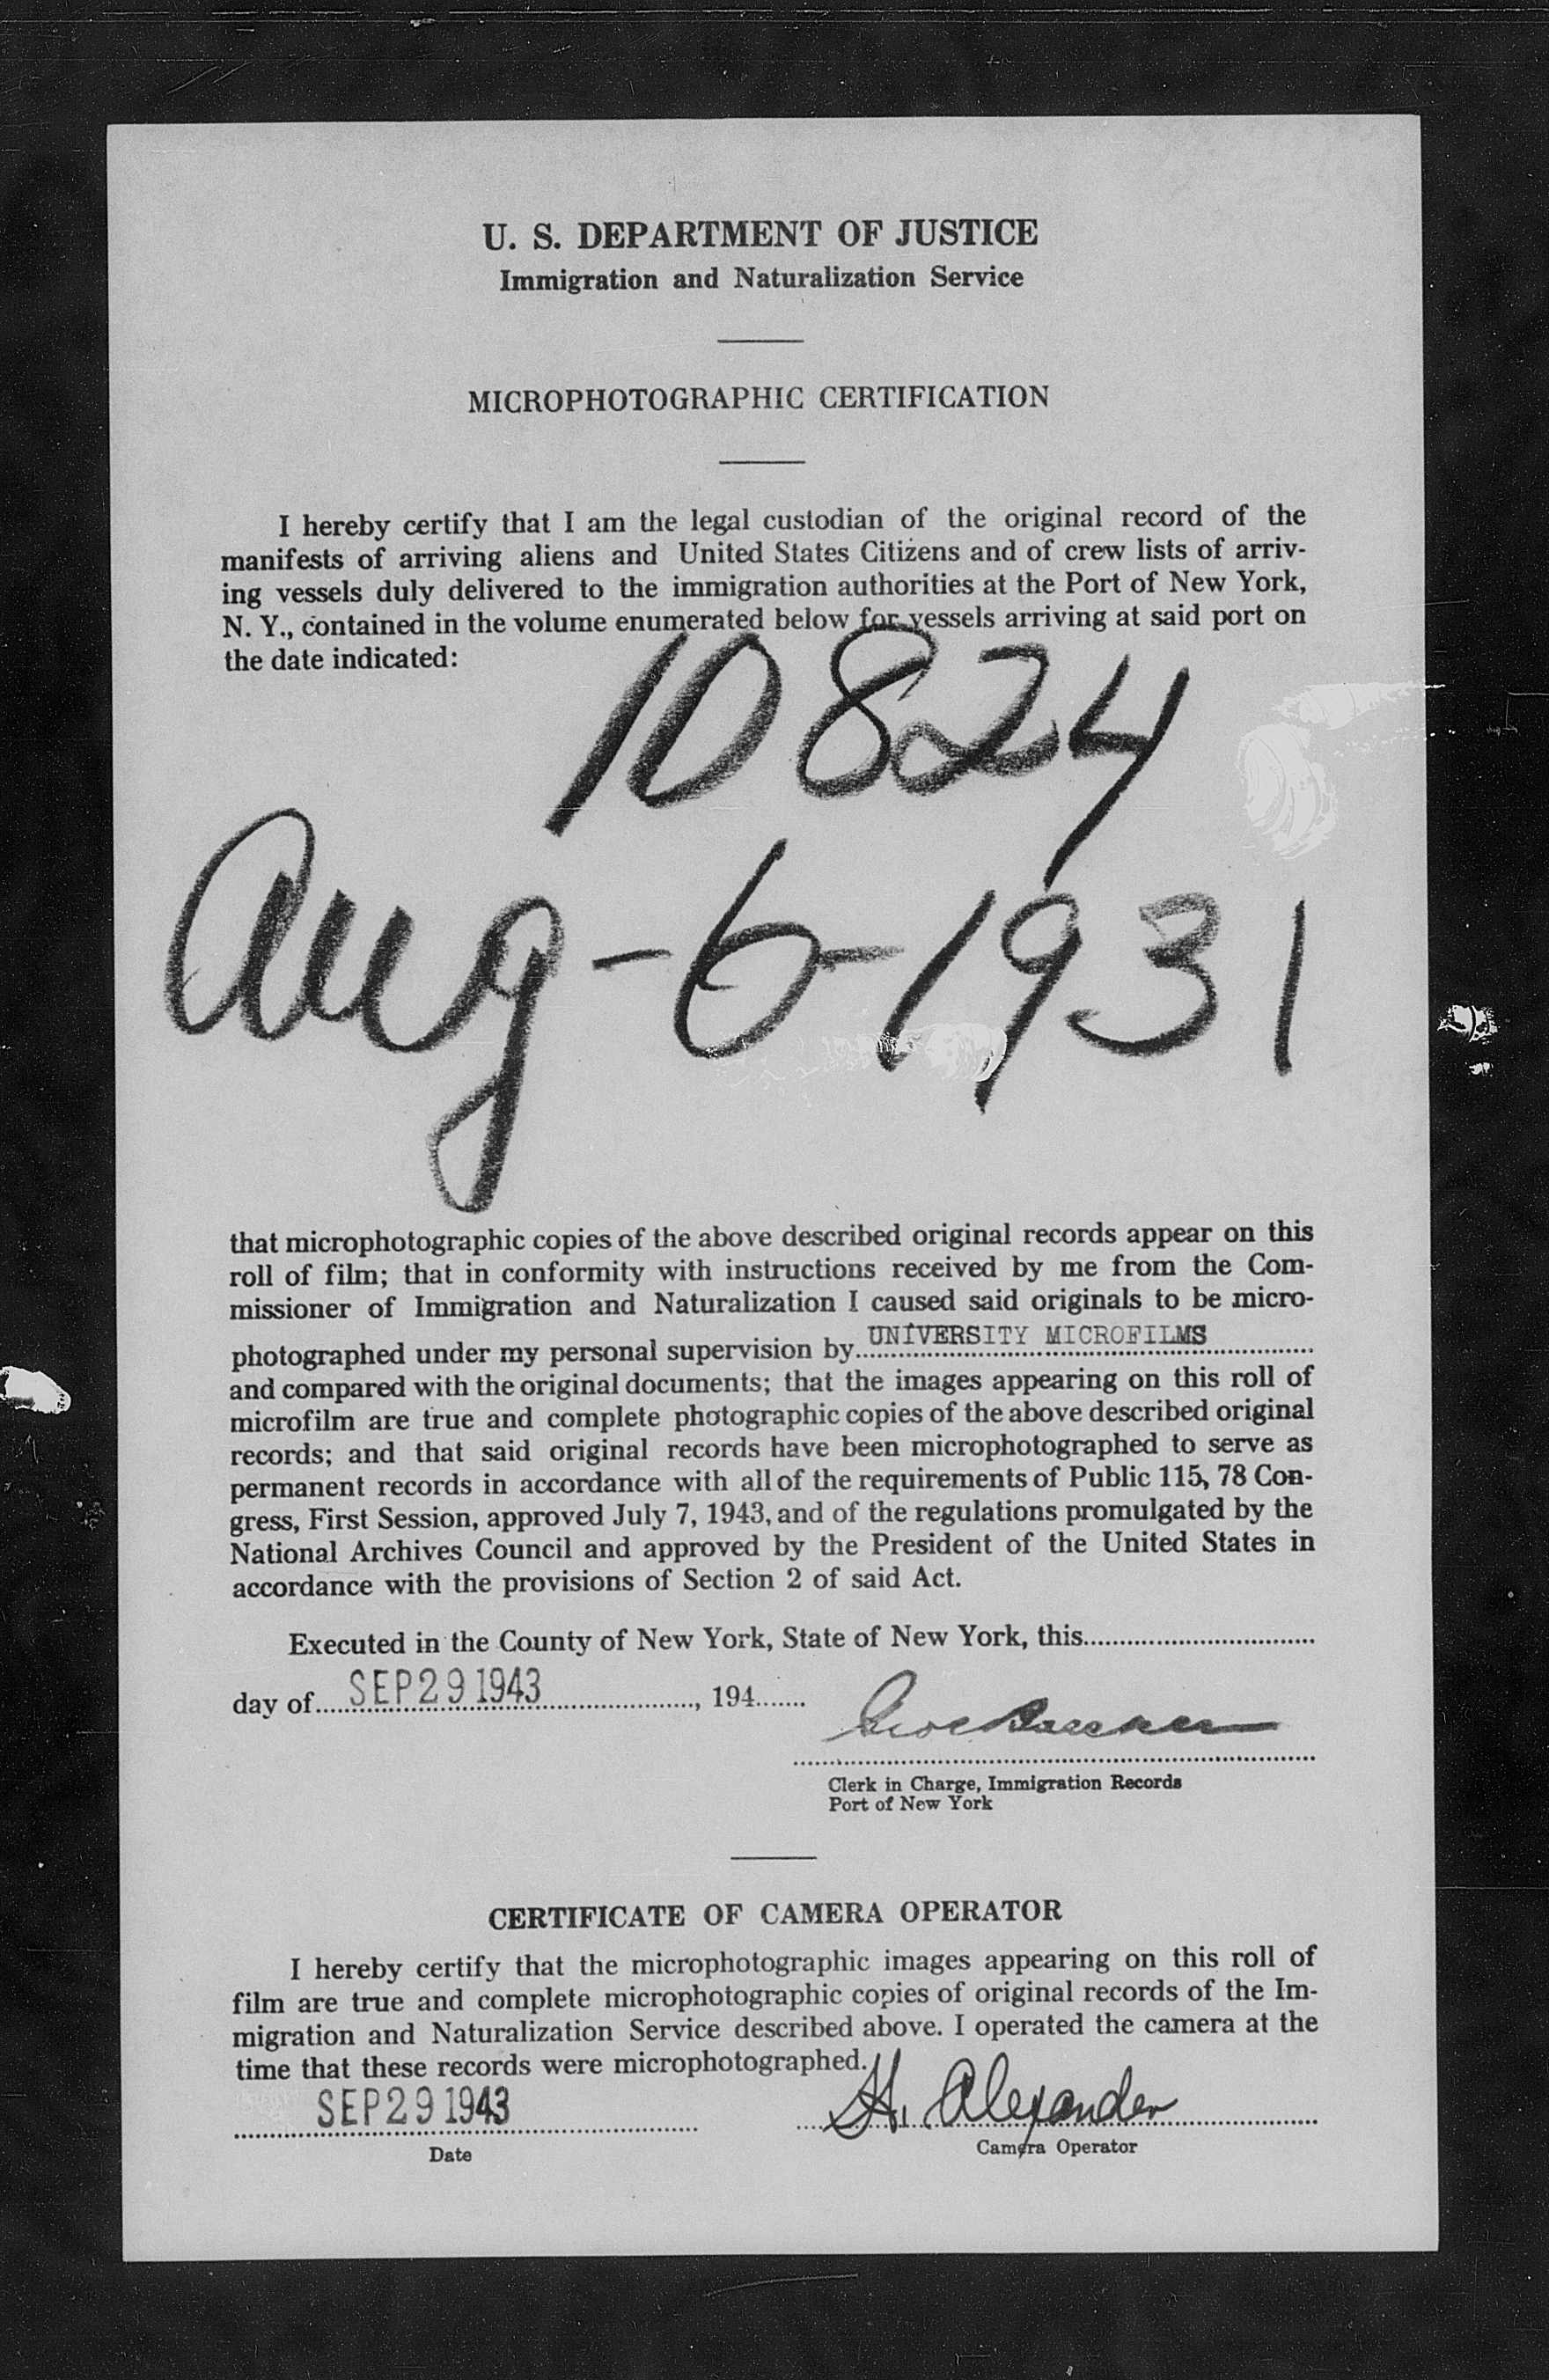 U. S. DEPARTMENT OF JUSTICE
Immigration and Naturalization Service
MICROPHOTOGRAPHIC CERTIFICATION
I hereby certify that I am the legal custodian of the original record of the
manifests of arriving aliens and United States Citizens and of crew lists of arriv-
ing vessels duly delivered to the immigration authorities at the Port of New York,
N. Y., contained in the volume enumerated below for vessels arriving at said port on
the date indicated:
10824
Aug-6-1931
that microphotographic copies of the above described original records appear on this
roll of film; that in conformity with instructions received by me from the Com-
missioner of Immigration and Naturalization I caused said originals to be micro-
photographed under my personal supervision by UNIVERSITY MICROFILMS
and compared with the original documents; that the images appearing on this roll of
microfilm are true and complete photographic copies of the above described original
records; and that said original records have been microphotographed to serve as
permanent records in accordance with all of the requirements of Public 115, 78 Con-
gress, First Session, approved July 7, 1943, and of the regulations promulgated by the
National Archives Council and approved by the President of the United States in
accordance with the provisions of Section 2 of said Act.
Executed in the County of New York, State of New York, this
day of SEP 29 1943, 194
Clerk in Charge, Immigration Records
Port of New York
CERTIFICATE OF CAMERA OPERATOR
I hereby certify that the microphotographic images appearing on this roll of
film are true and complete microphotographic copies of original records of the Im-
migration and Naturalization Service described above. I operated the camera at the
time that these records were microphotographed.
SEP 29 1943 H. Alexander
Date Camera Operator